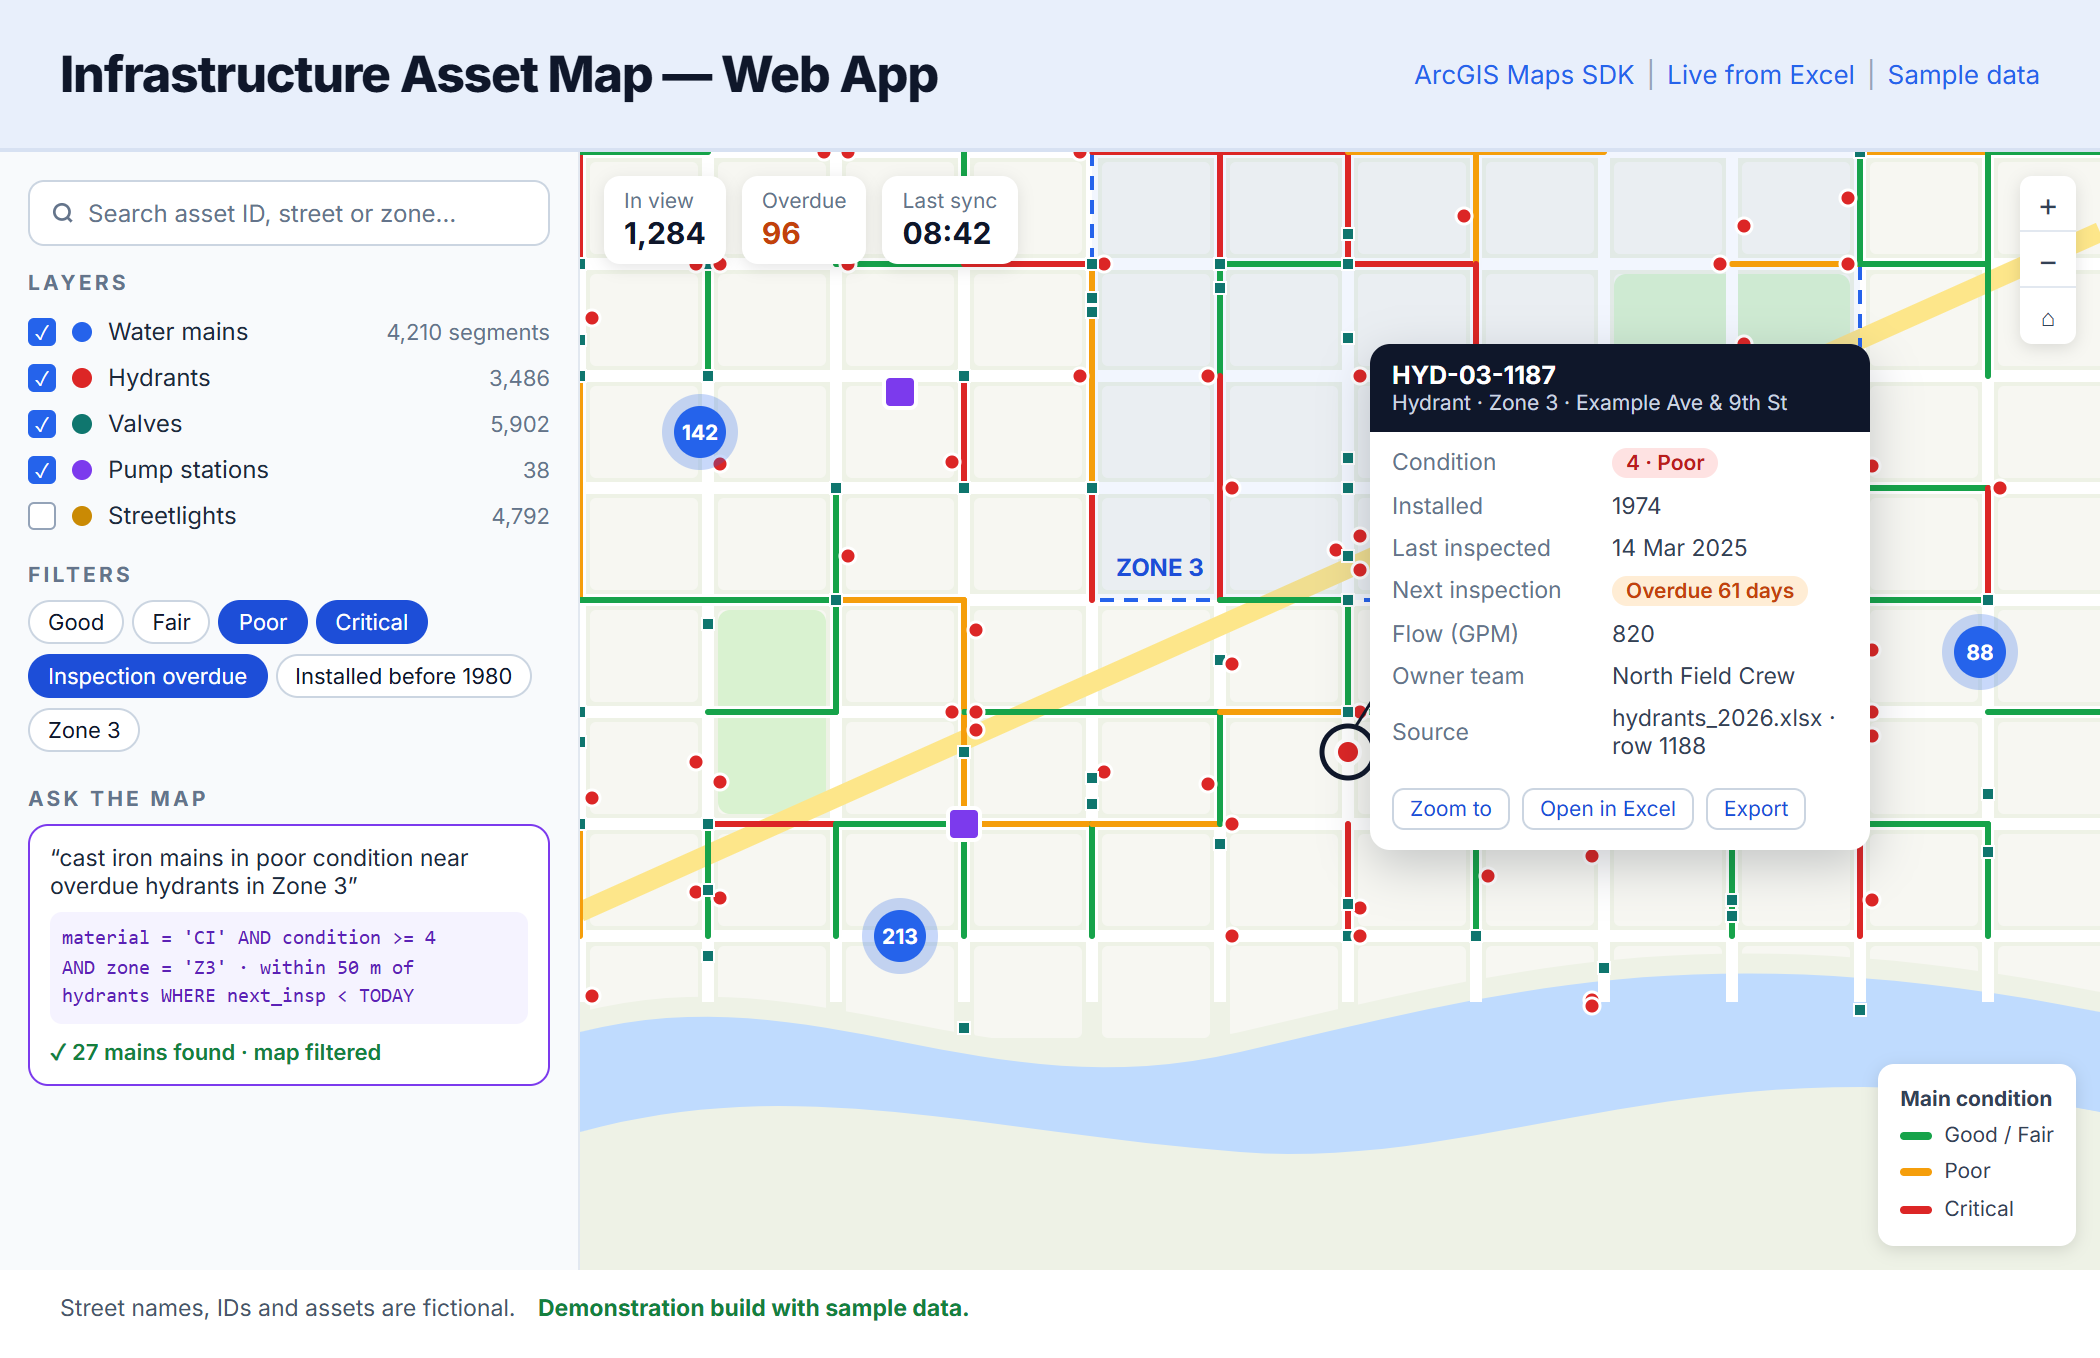 Infrastructure Asset Map — Web App
ArcGIS Maps SDK | Live from Excel | Sample data
Search asset ID, street or zone...
LAYERS
Water mains 4,210 segments
Hydrants 3,486
Valves 5,902
Pump stations 38
Streetlights 4,792
FILTERS
Good Fair Poor Critical
Inspection overdue Installed before 1980
Zone 3
ASK THE MAP
“cast iron mains in poor condition near
overdue hydrants in Zone 3”
material = 'CI' AND condition >= 4
AND zone = 'Z3' · within 50 m of
hydrants WHERE next_insp < TODAY
✓ 27 mains found · map filtered
In view
1,284
Overdue
96
Last sync
08:42
+
−
⌂
142
ZONE 3
213
88
HYD-03-1187
Hydrant · Zone 3 · Example Ave & 9th St
Condition 4 · Poor
Installed 1974
Last inspected 14 Mar 2025
Next inspection Overdue 61 days
Flow (GPM) 820
Owner team North Field Crew
Source hydrants_2026.xlsx ·
row 1188
Zoom to Open in Excel Export
Main condition
Good / Fair
Poor
Critical
Street names, IDs and assets are fictional. Demonstration build with sample data.